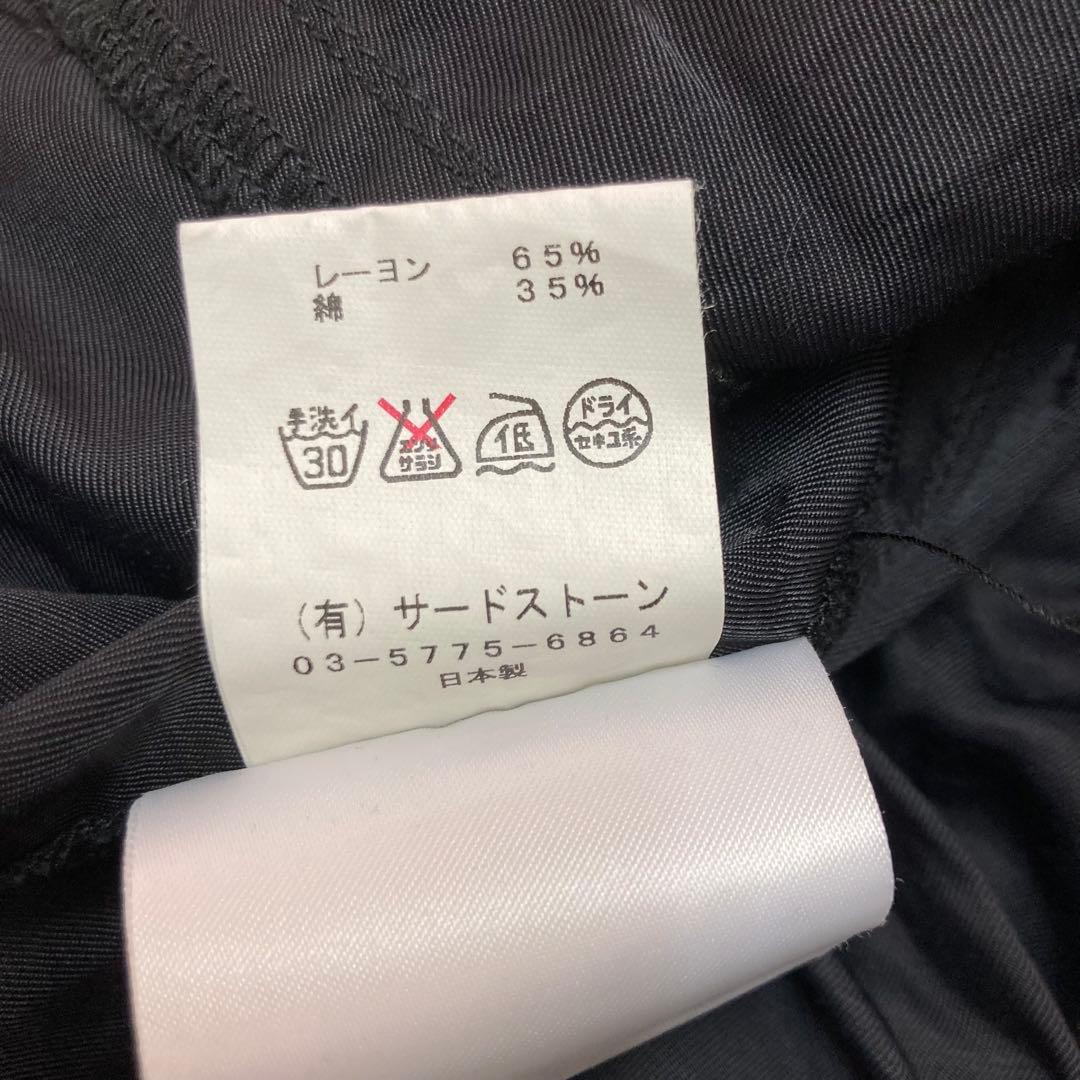 レーヨン 65%
綿 35%
手洗イ
30
エンソ
サラシ
低
ドライ
セキユ系
(有) サードストーン
03-5775-6864
日本製